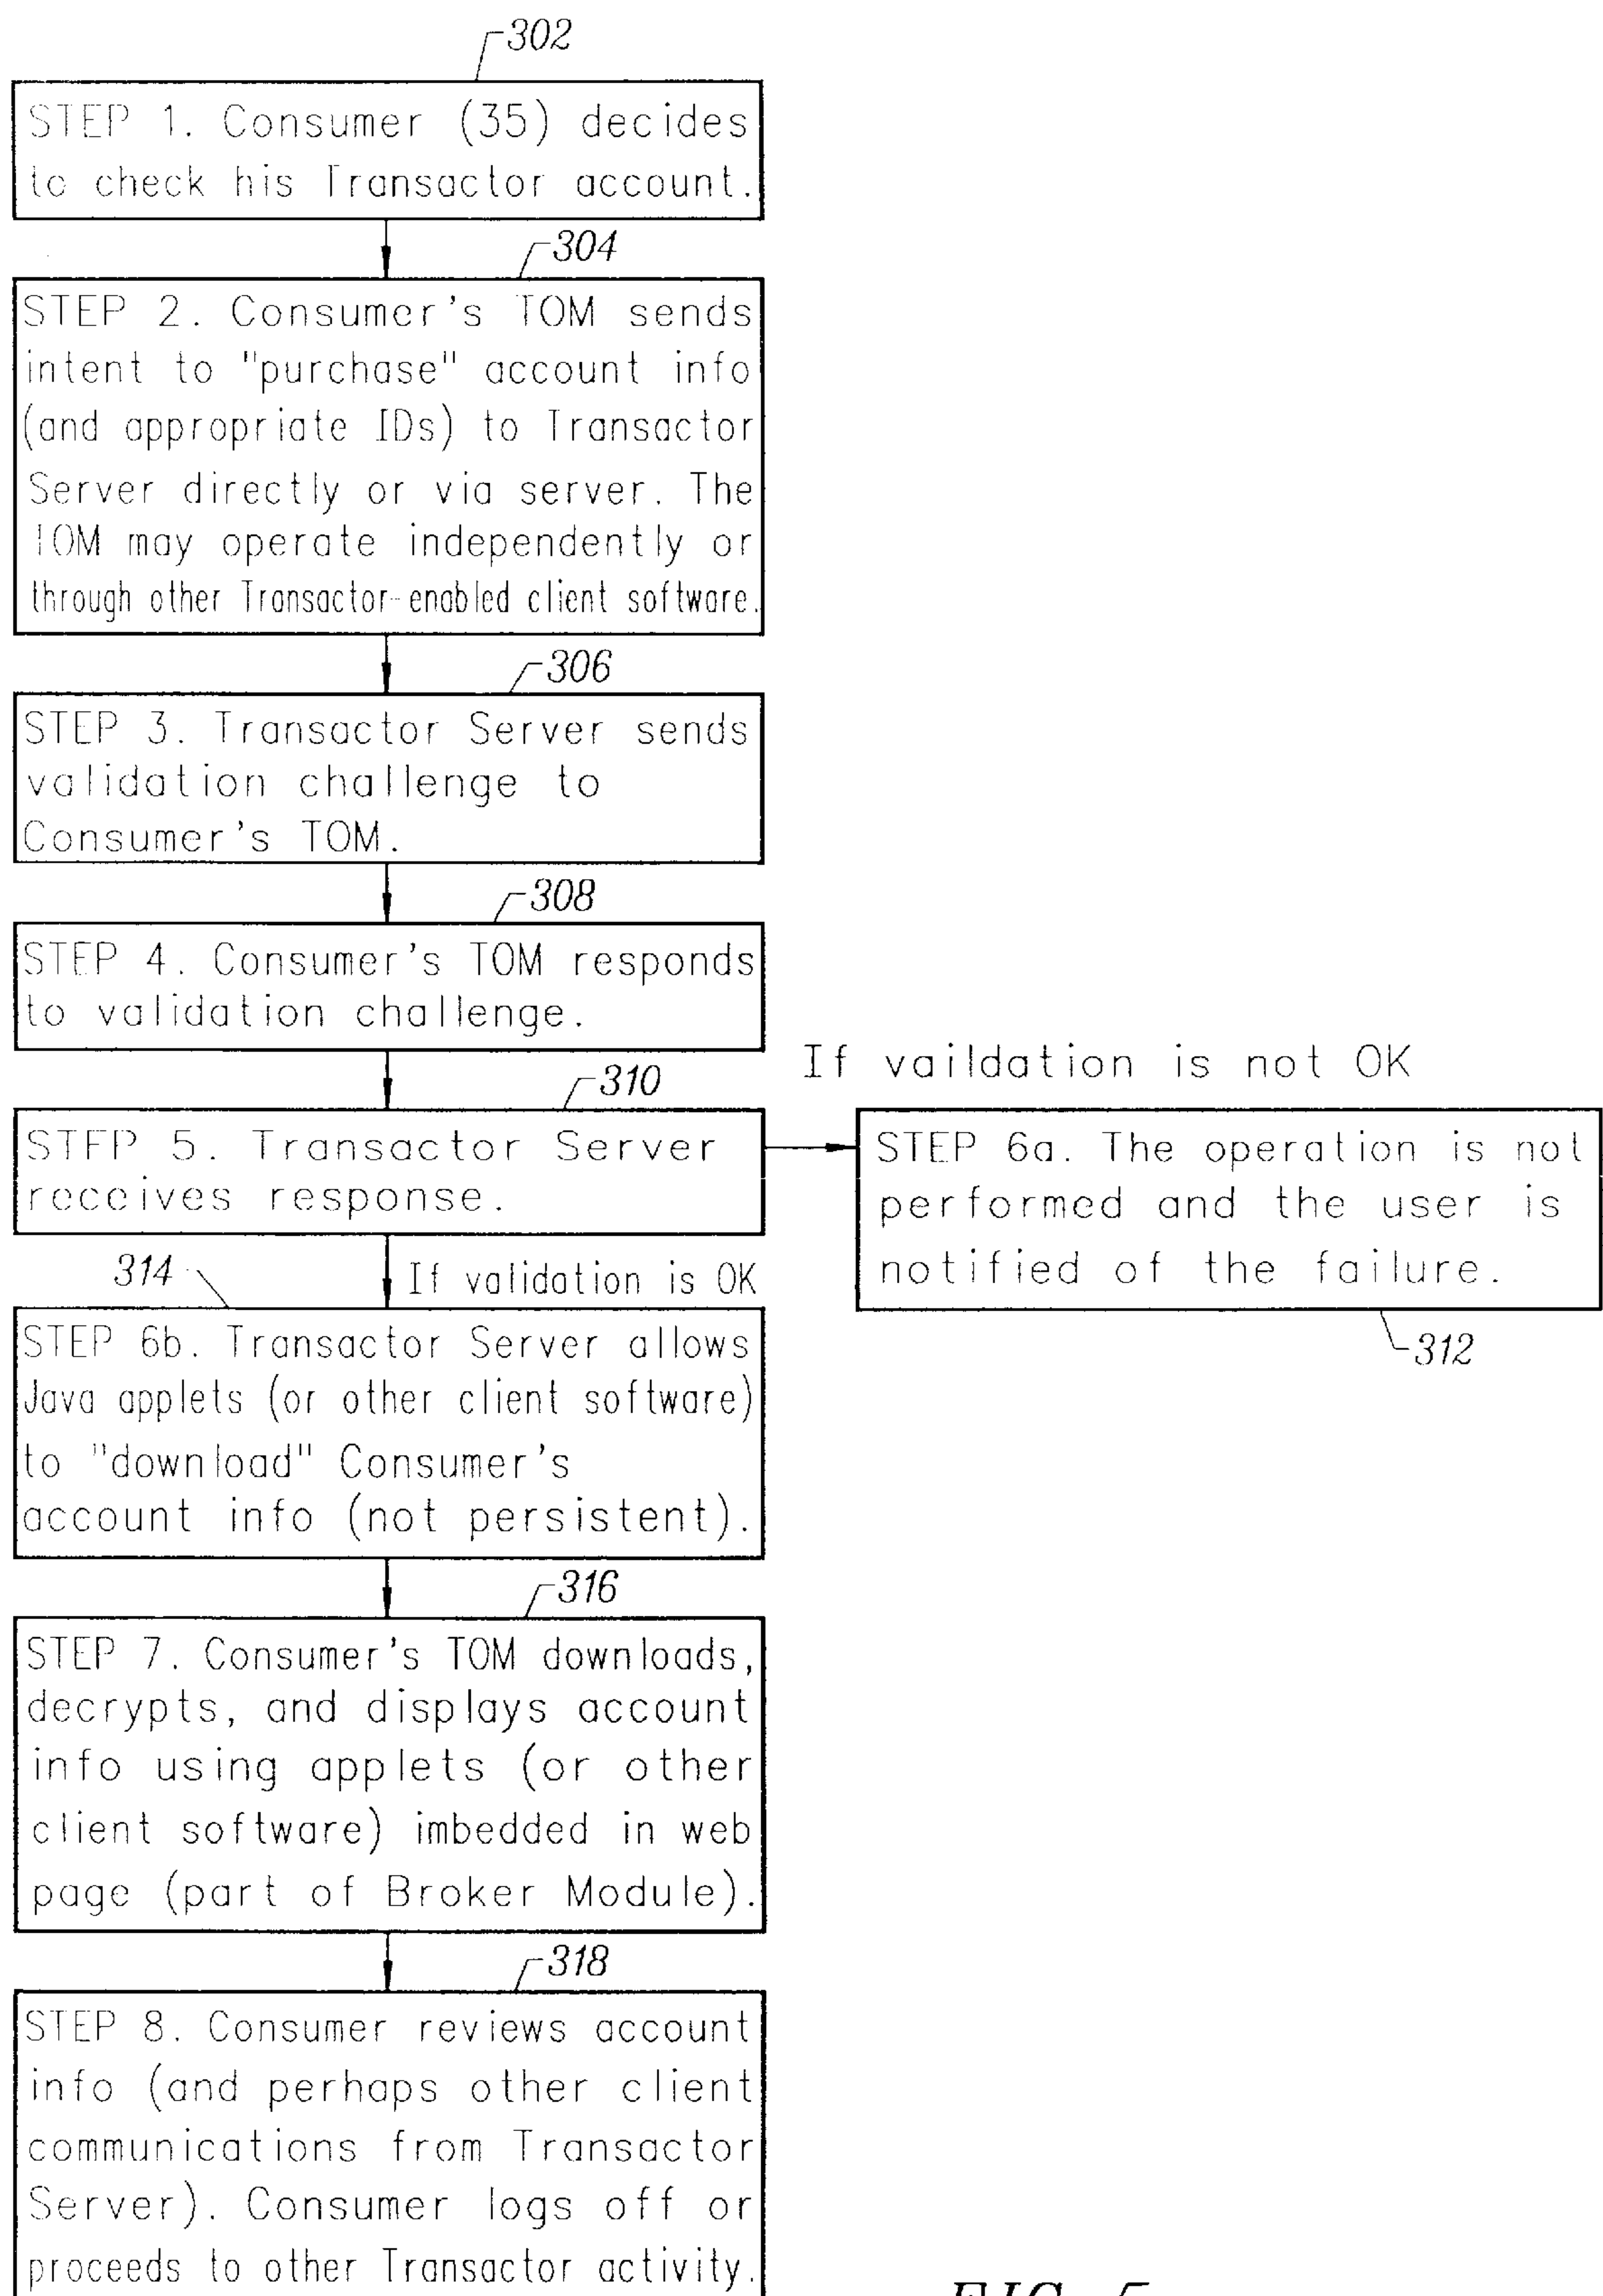 302
STEP 1. Consumer (35) decides
to check his Transactor account.
304
STEP 2. Consumer's TOM sends
intent to "purchase" account info
(and appropriate IDs) to Transactor
Server directly or via server. The
TOM may operate independently or
through other Transactor-enabled client software.
306
STEP 3. Transactor Server sends
validation challenge to
Consumer's TOM.
308
STEP 4. Consumer's TOM responds
to validation challenge.
If vaildation is not OK
310
STEP 5. Transactor Server
receives response.
STEP 6a. The operation is not
performed and the user is
notified of the failure.
312
314
If validation is OK
STEP 6b. Transactor Server allows
Java applets (or other client software)
to "download" Consumer's
account info (not persistent).
316
STEP 7. Consumer's TOM downloads,
decrypts, and displays account
info using applets (or other
client software) imbedded in web
page (part of Broker Module).
318
STEP 8. Consumer reviews account
info (and perhaps other client
communications from Transactor
Server). Consumer logs off or
proceeds to other Transactor activity.
FIG. 5